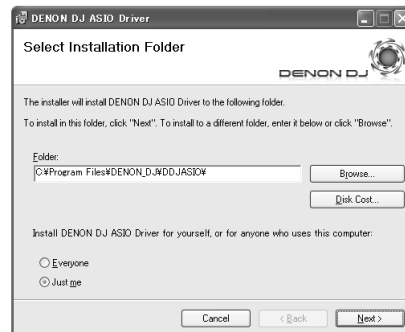 DENON DJ ASIO Driver
Select Installation Folder
DENON DJ
The installer will install DENON DJ ASIO Driver to the following folder.
To install in this folder, click "Next". To install to a different folder, enter it below or click "Browse".
Folder:
C:¥Program Files¥DENON_DJ¥DDJASIO¥
Browse...
Disk Cost...
Install DENON DJ ASIO Driver for yourself, or for anyone who uses this computer:
Everyone
Just me
Cancel
< Back
Next >